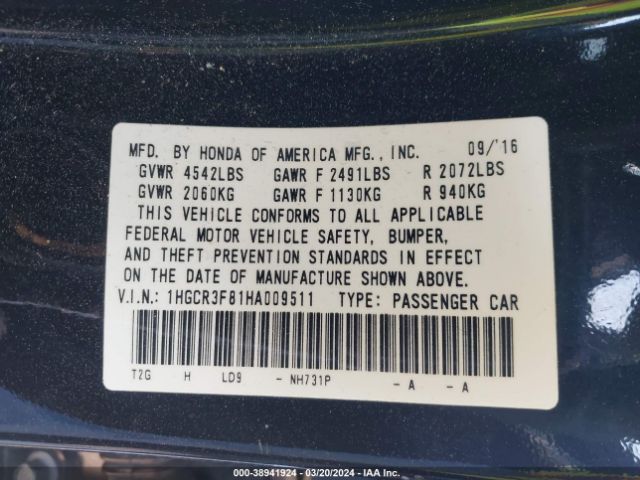 MFD. BY HONDA OF AMERICA MFG., INC. 09/'16
GVWR 4542LBS GAWR F 2491LBS R 2072LBS
GVWR 2060KG GAWR F 1130KG R 940KG
THIS VEHICLE CONFORMS TO ALL APPLICABLE
FEDERAL MOTOR VEHICLE SAFETY, BUMPER,
AND THEFT PREVENTION STANDARDS IN EFFECT
ON THE DATE OF MANUFACTURE SHOWN ABOVE.
V.I.N.: 1HGCR3F81HA009511 TYPE: PASSENGER CAR
T2G H LD9 - NH731P - A - A
000-38941924 - 03/20/2024 - IAA Inc.